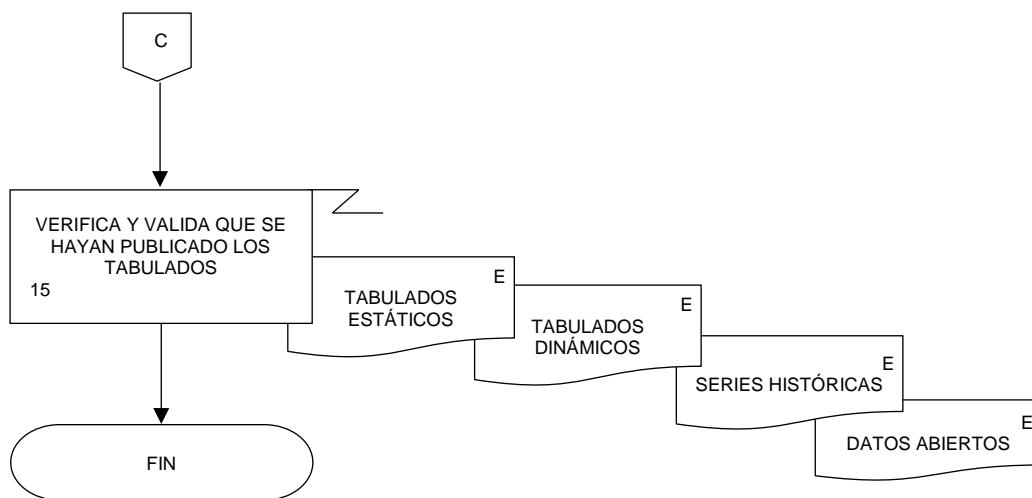 C
VERIFICA Y VALIDA QUE SE
HAYAN PUBLICADO LOS
TABULADOS
15
E
TABULADOS
ESTÁTICOS
E
TABULADOS
DINÁMICOS
E
SERIES HISTÓRICAS
E
DATOS ABIERTOS
FIN